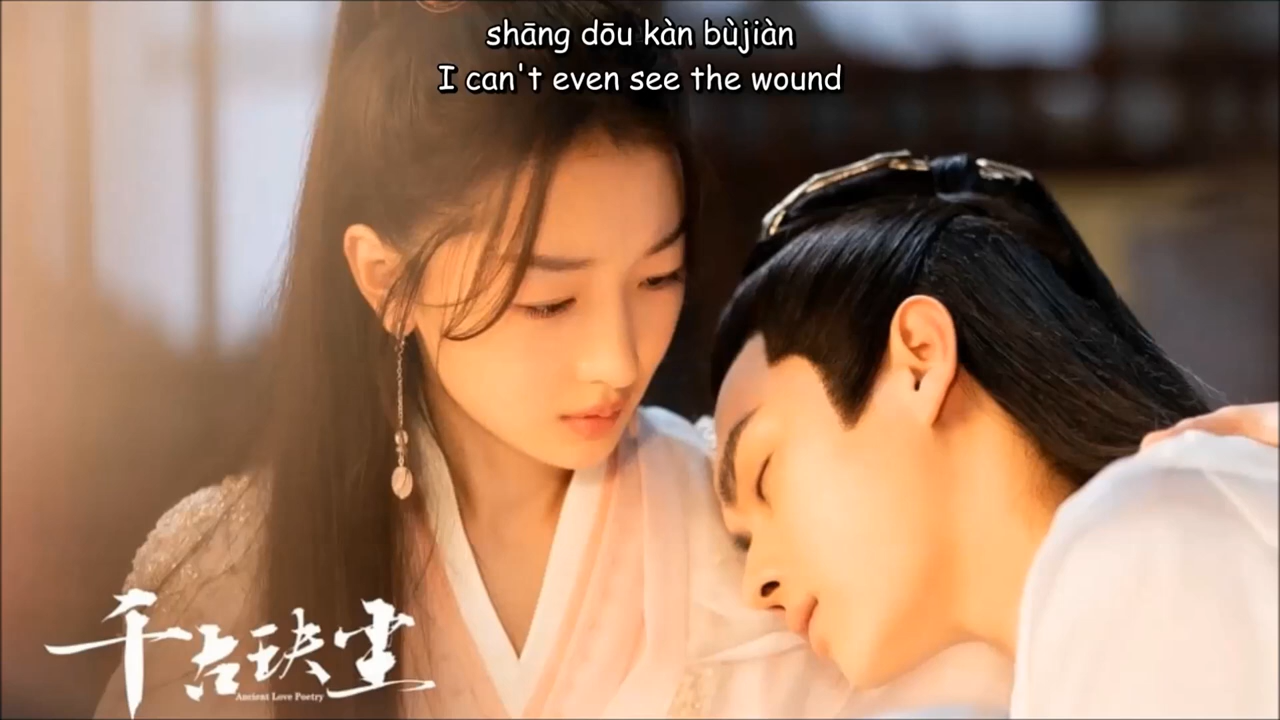 shāng dōu kàn bùjiàn
I can't even see the wound
千古玦尘
Ancient Love Poetry